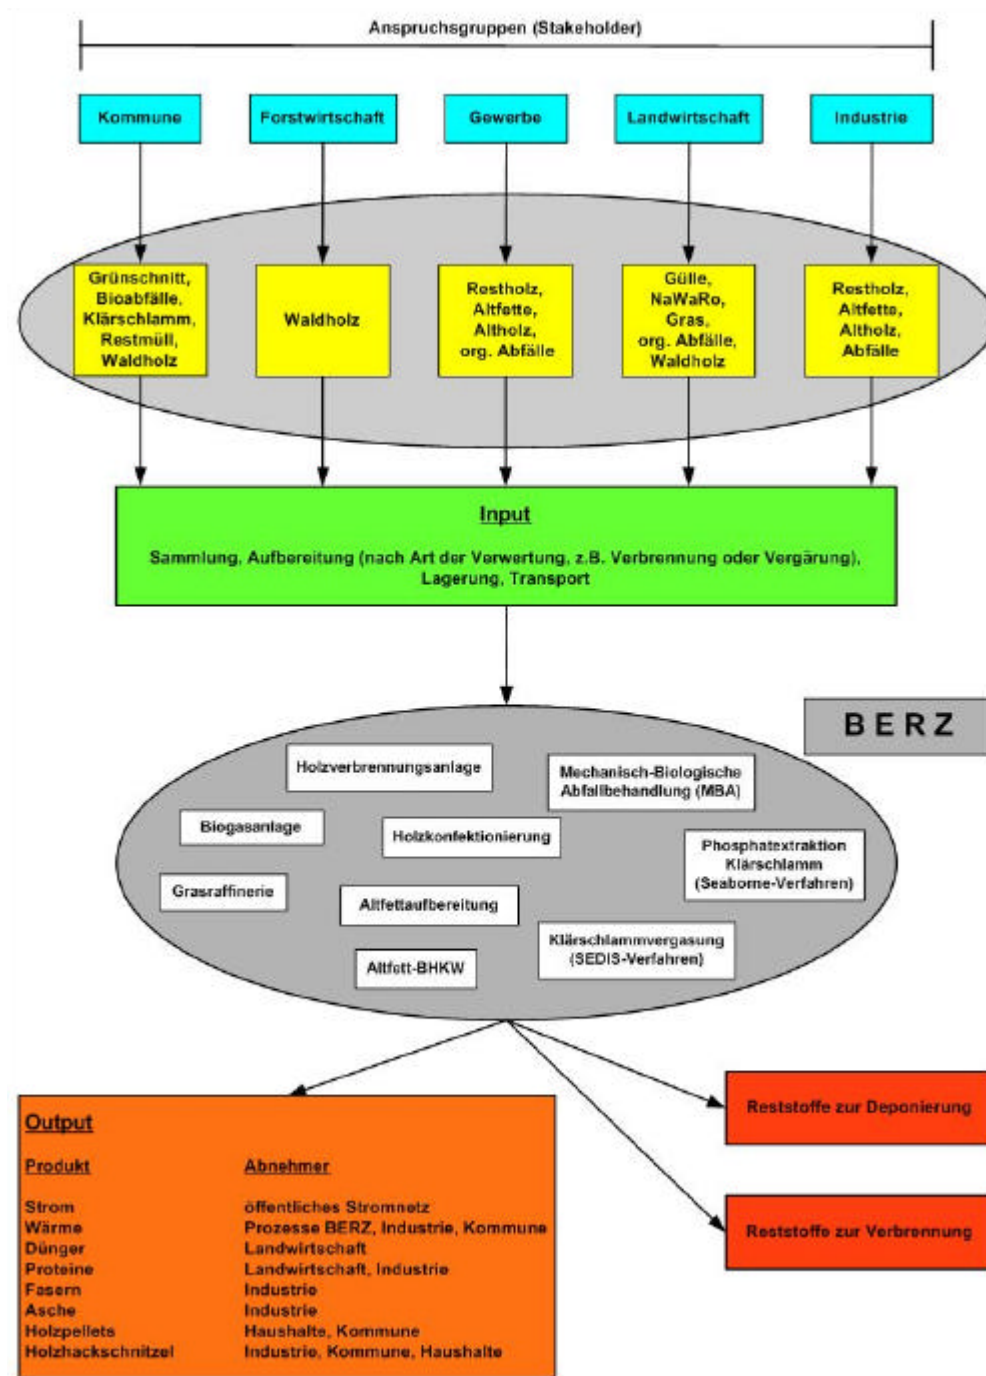 Anspruchsgruppen (Stakeholder)
Kommune
Forstwirtschaft
Gewerbe
Landwirtschaft
Industrie
Grünschnitt,
Bioabfälle,
Klärschlamm,
Restmüll,
Waldholz
Waldholz
Restholz,
Altfette,
Altholz,
org. Abfälle
Gülle,
NaWaRo,
Gras,
org. Abfälle,
Waldholz
Restholz,
Altfette,
Altholz,
Abfälle
Input
Sammlung, Aufbereitung (nach Art der Verwertung, z.B. Verbrennung oder Vergärung),
Lagerung, Transport
B E R Z
Holzverbrennungsanlage
Mechanisch-Biologische
Abfallbehandlung (MBA)
Biogasanlage
Holzkonfektionierung
Phosphatextraktion
Klärschlamm
(Seaborne-Verfahren)
Grasraffinerie
Altfettaufbereitung
Klärschlammvergasung
(SEDIS-Verfahren)
Altfett-BHKW
Output
Produkt Abnehmer
Strom öffentliches Stromnetz
Wärme Prozesse BERZ, Industrie, Kommune
Dünger Landwirtschaft
Proteine Landwirtschaft, Industrie
Fasern Industrie
Asche Industrie
Holzpellets Haushalte, Kommune
Holzhackschnitzel Industrie, Kommune, Haushalte
Reststoffe zur Deponierung
Reststoffe zur Verbrennung